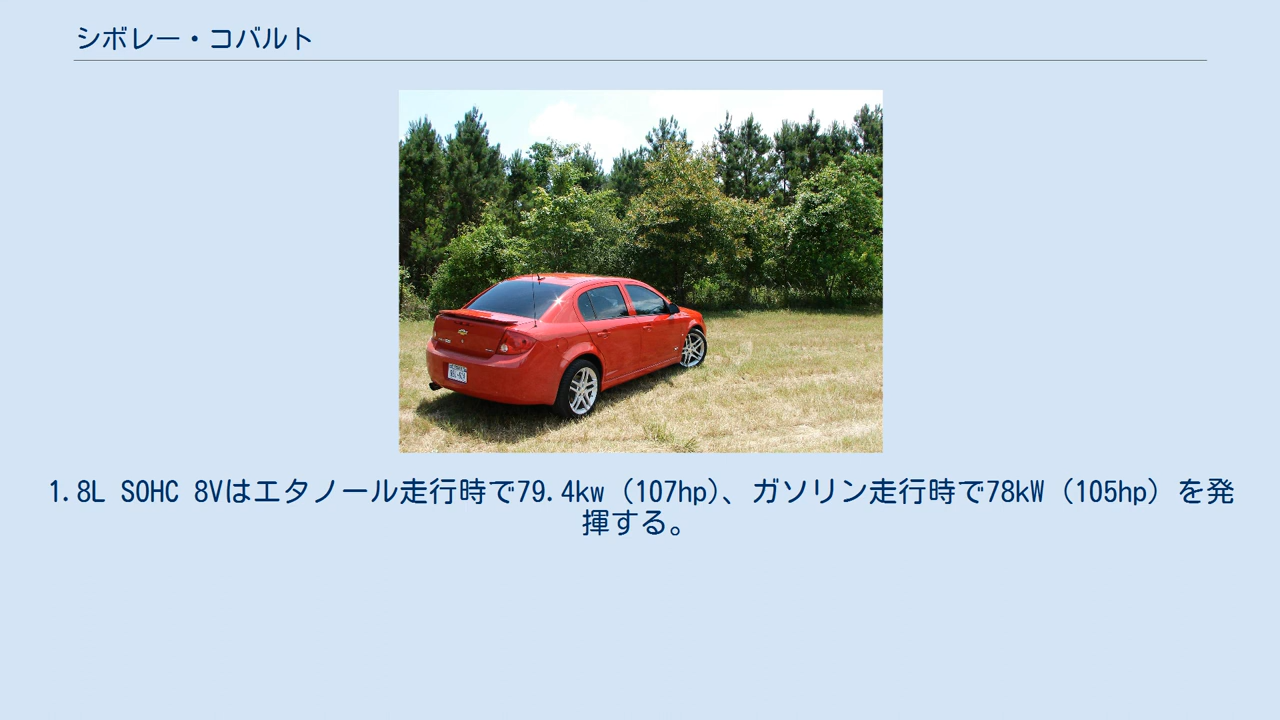 シボレー・コバルト
1.8L SOHC 8Vはエタノール走行時で79.4kw（107hp)、ガソリン走行時で78kW（105hp）を発
揮する。